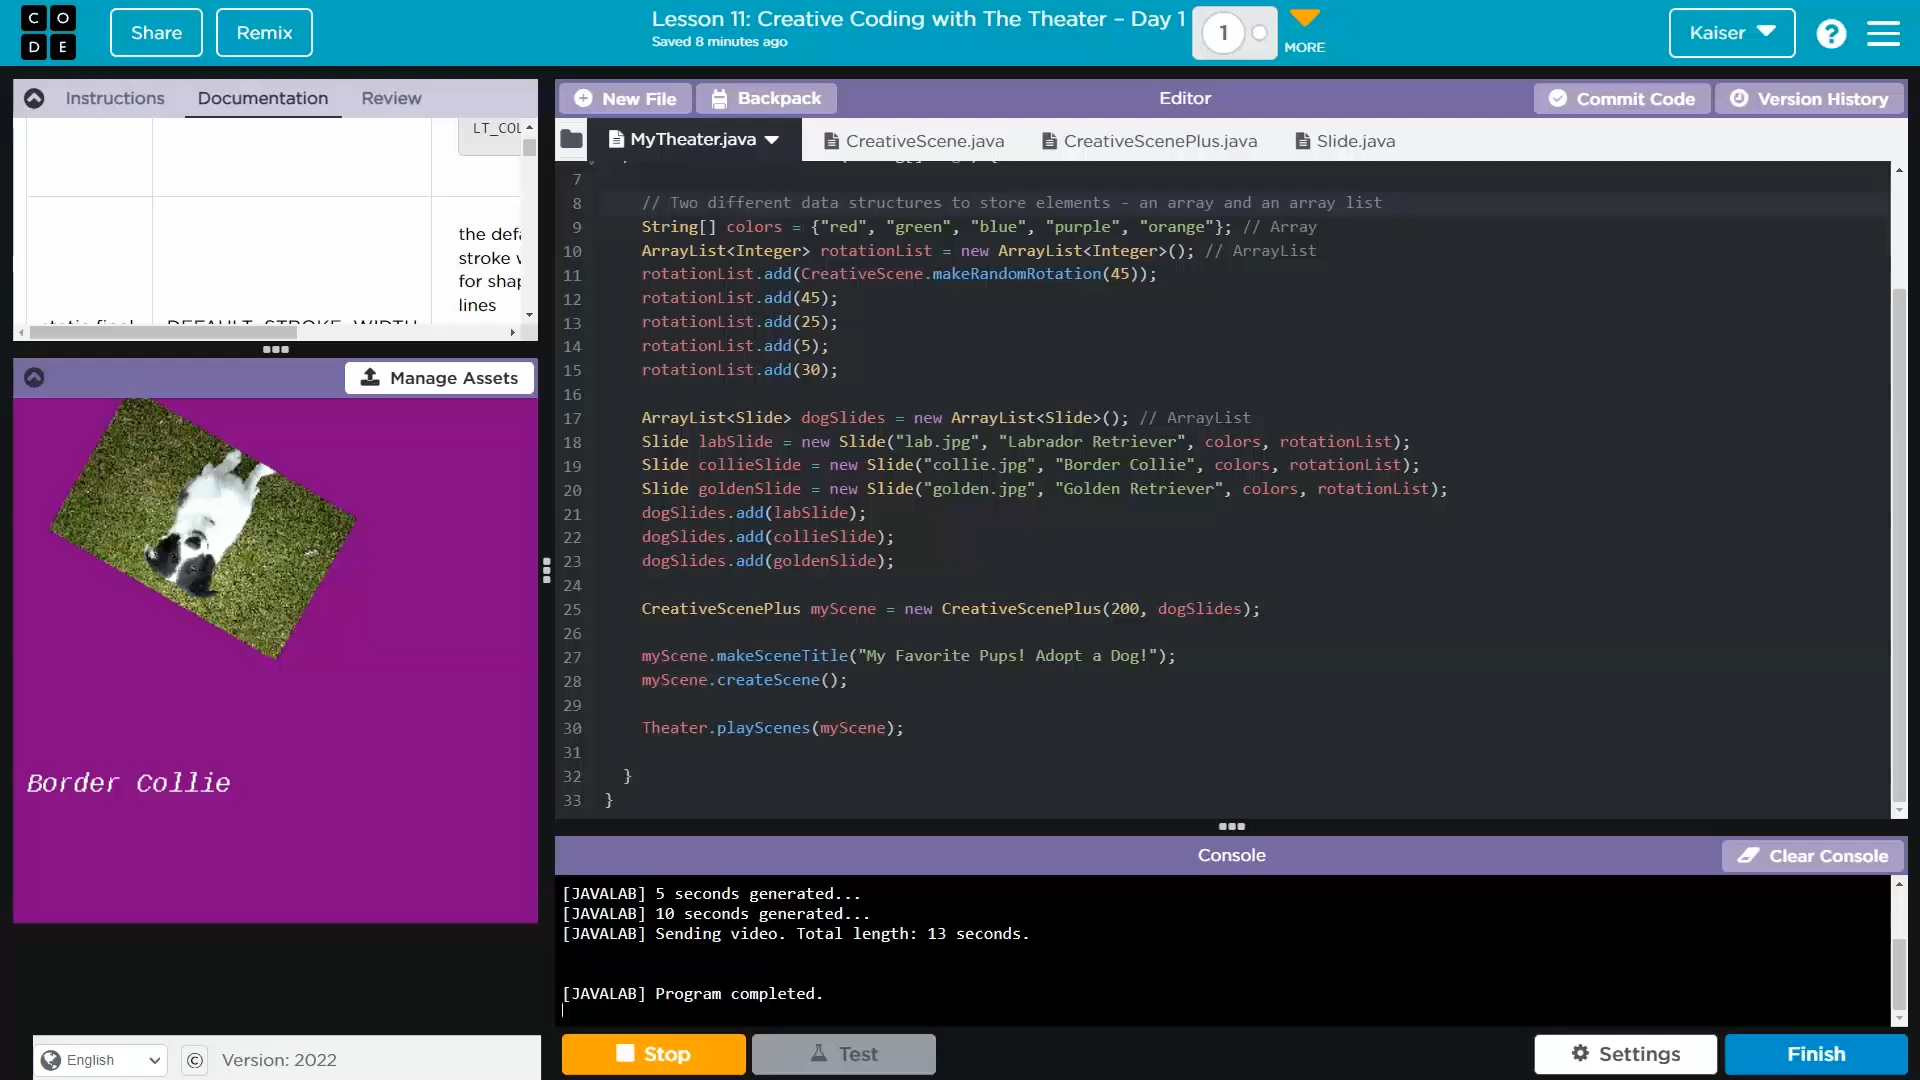 CODE
Share
Remix
Lesson 11: Creative Coding with The Theater – Day 1
Saved 8 minutes ago
1
MORE
Kaiser
?
Instructions
Documentation
Review
the
stroke
for
lines
Manage Assets
Border Collie
English
©
Version: 2022
New File
Backpack
Editor
Commit Code
Version History
MyTheater.java
CreativeScene.java
CreativeScenePlus.java
Slide.java
7
8 // Two different data structures to store elements - an array and an array list
9 String[] colors = {"red", "green", "blue", "purple", "orange"}; // Array
10 ArrayList<Integer> rotationList = new ArrayList<Integer>(); // ArrayList
11 rotationList.add(CreativeScene.makeRandomRotation(45));
12 rotationList.add(45);
13 rotationList.add(25);
14 rotationList.add(5);
15 rotationList.add(30);
16
17 ArrayList<Slide> dogSlides = new ArrayList<Slide>(); // ArrayList
18 Slide labSlide = new Slide("lab.jpg", "Labrador Retriever", colors, rotationList);
19 Slide collieSlide = new Slide("collie.jpg", "Border Collie", colors, rotationList);
20 Slide goldenSlide = new Slide("golden.jpg", "Golden Retriever", colors, rotationList);
21 dogSlides.add(labSlide);
22 dogSlides.add(collieSlide);
23 dogSlides.add(goldenSlide);
24
25 CreativeScenePlus myScene = new CreativeScenePlus(200, dogSlides);
26
27 myScene.makeSceneTitle("My Favorite Pups! Adopt a Dog!");
28 myScene.createScene();
29
30 Theater.playScenes(myScene);
31
32 }
33 }
Console
Clear Console
[JAVALAB] 5 seconds generated...
[JAVALAB] 10 seconds generated...
[JAVALAB] Sending video. Total length: 13 seconds.
[JAVALAB] Program completed.
Stop
Test
Settings
Finish